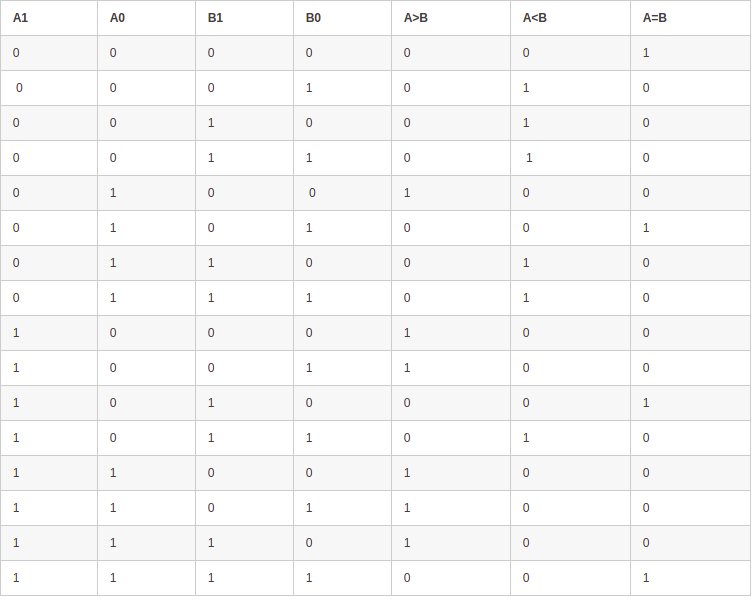 A1 A0 B1 B0 A>B A<B A=B
0 0 0 0 0 0 1
0 0 0 1 0 1 0
0 0 1 0 0 1 0
0 0 1 1 0 1 0
0 1 0 0 1 0 0
0 1 0 1 0 0 1
0 1 1 0 0 1 0
0 1 1 1 0 1 0
1 0 0 0 1 0 0
1 0 0 1 1 0 0
1 0 1 0 0 0 1
1 0 1 1 0 1 0
1 1 0 0 1 0 0
1 1 0 1 1 0 0
1 1 1 0 1 0 0
1 1 1 1 0 0 1